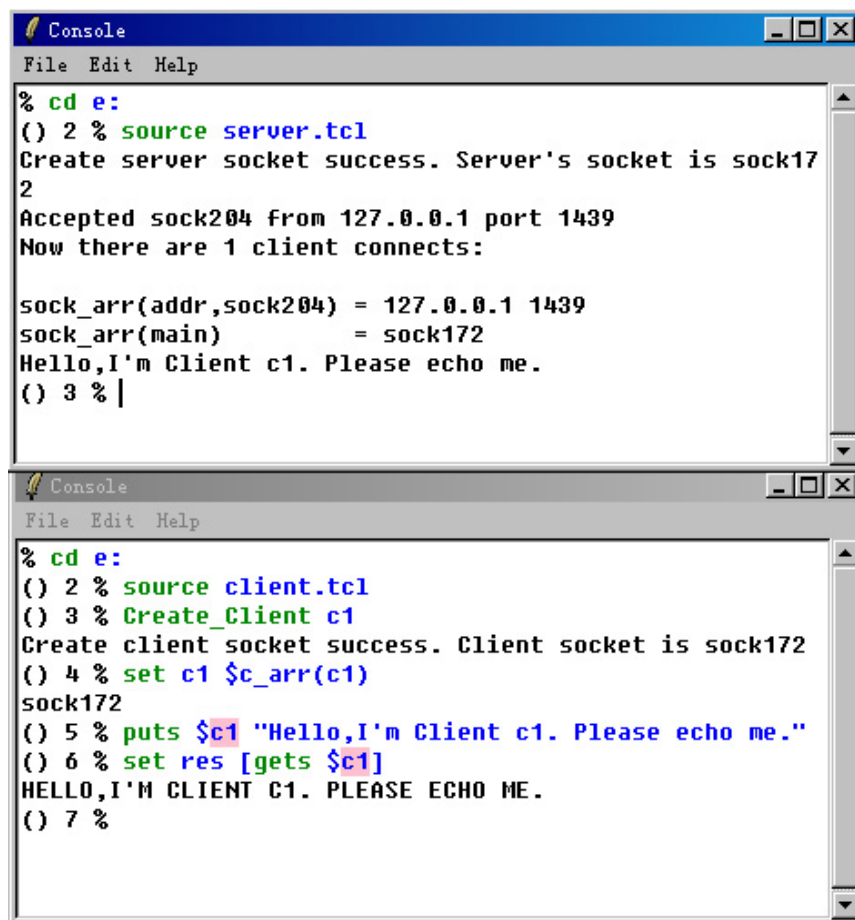 Console
File Edit Help
% cd e:
() 2 % source server.tcl
Create server socket success. Server's socket is sock17
2
Accepted sock204 from 127.0.0.1 port 1439
Now there are 1 client connects:
sock_arr(addr,sock204) = 127.0.0.1 1439
sock_arr(main)         = sock172
Hello,I'm Client c1. Please echo me.
() 3 %
Console
File Edit Help
% cd e:
() 2 % source client.tcl
() 3 % Create_Client c1
Create client socket success. Client socket is sock172
() 4 % set c1 $c_arr(c1)
sock172
() 5 % puts $c1 "Hello,I'm Client c1. Please echo me."
() 6 % set res [gets $c1]
HELLO,I'M CLIENT C1. PLEASE ECHO ME.
() 7 %